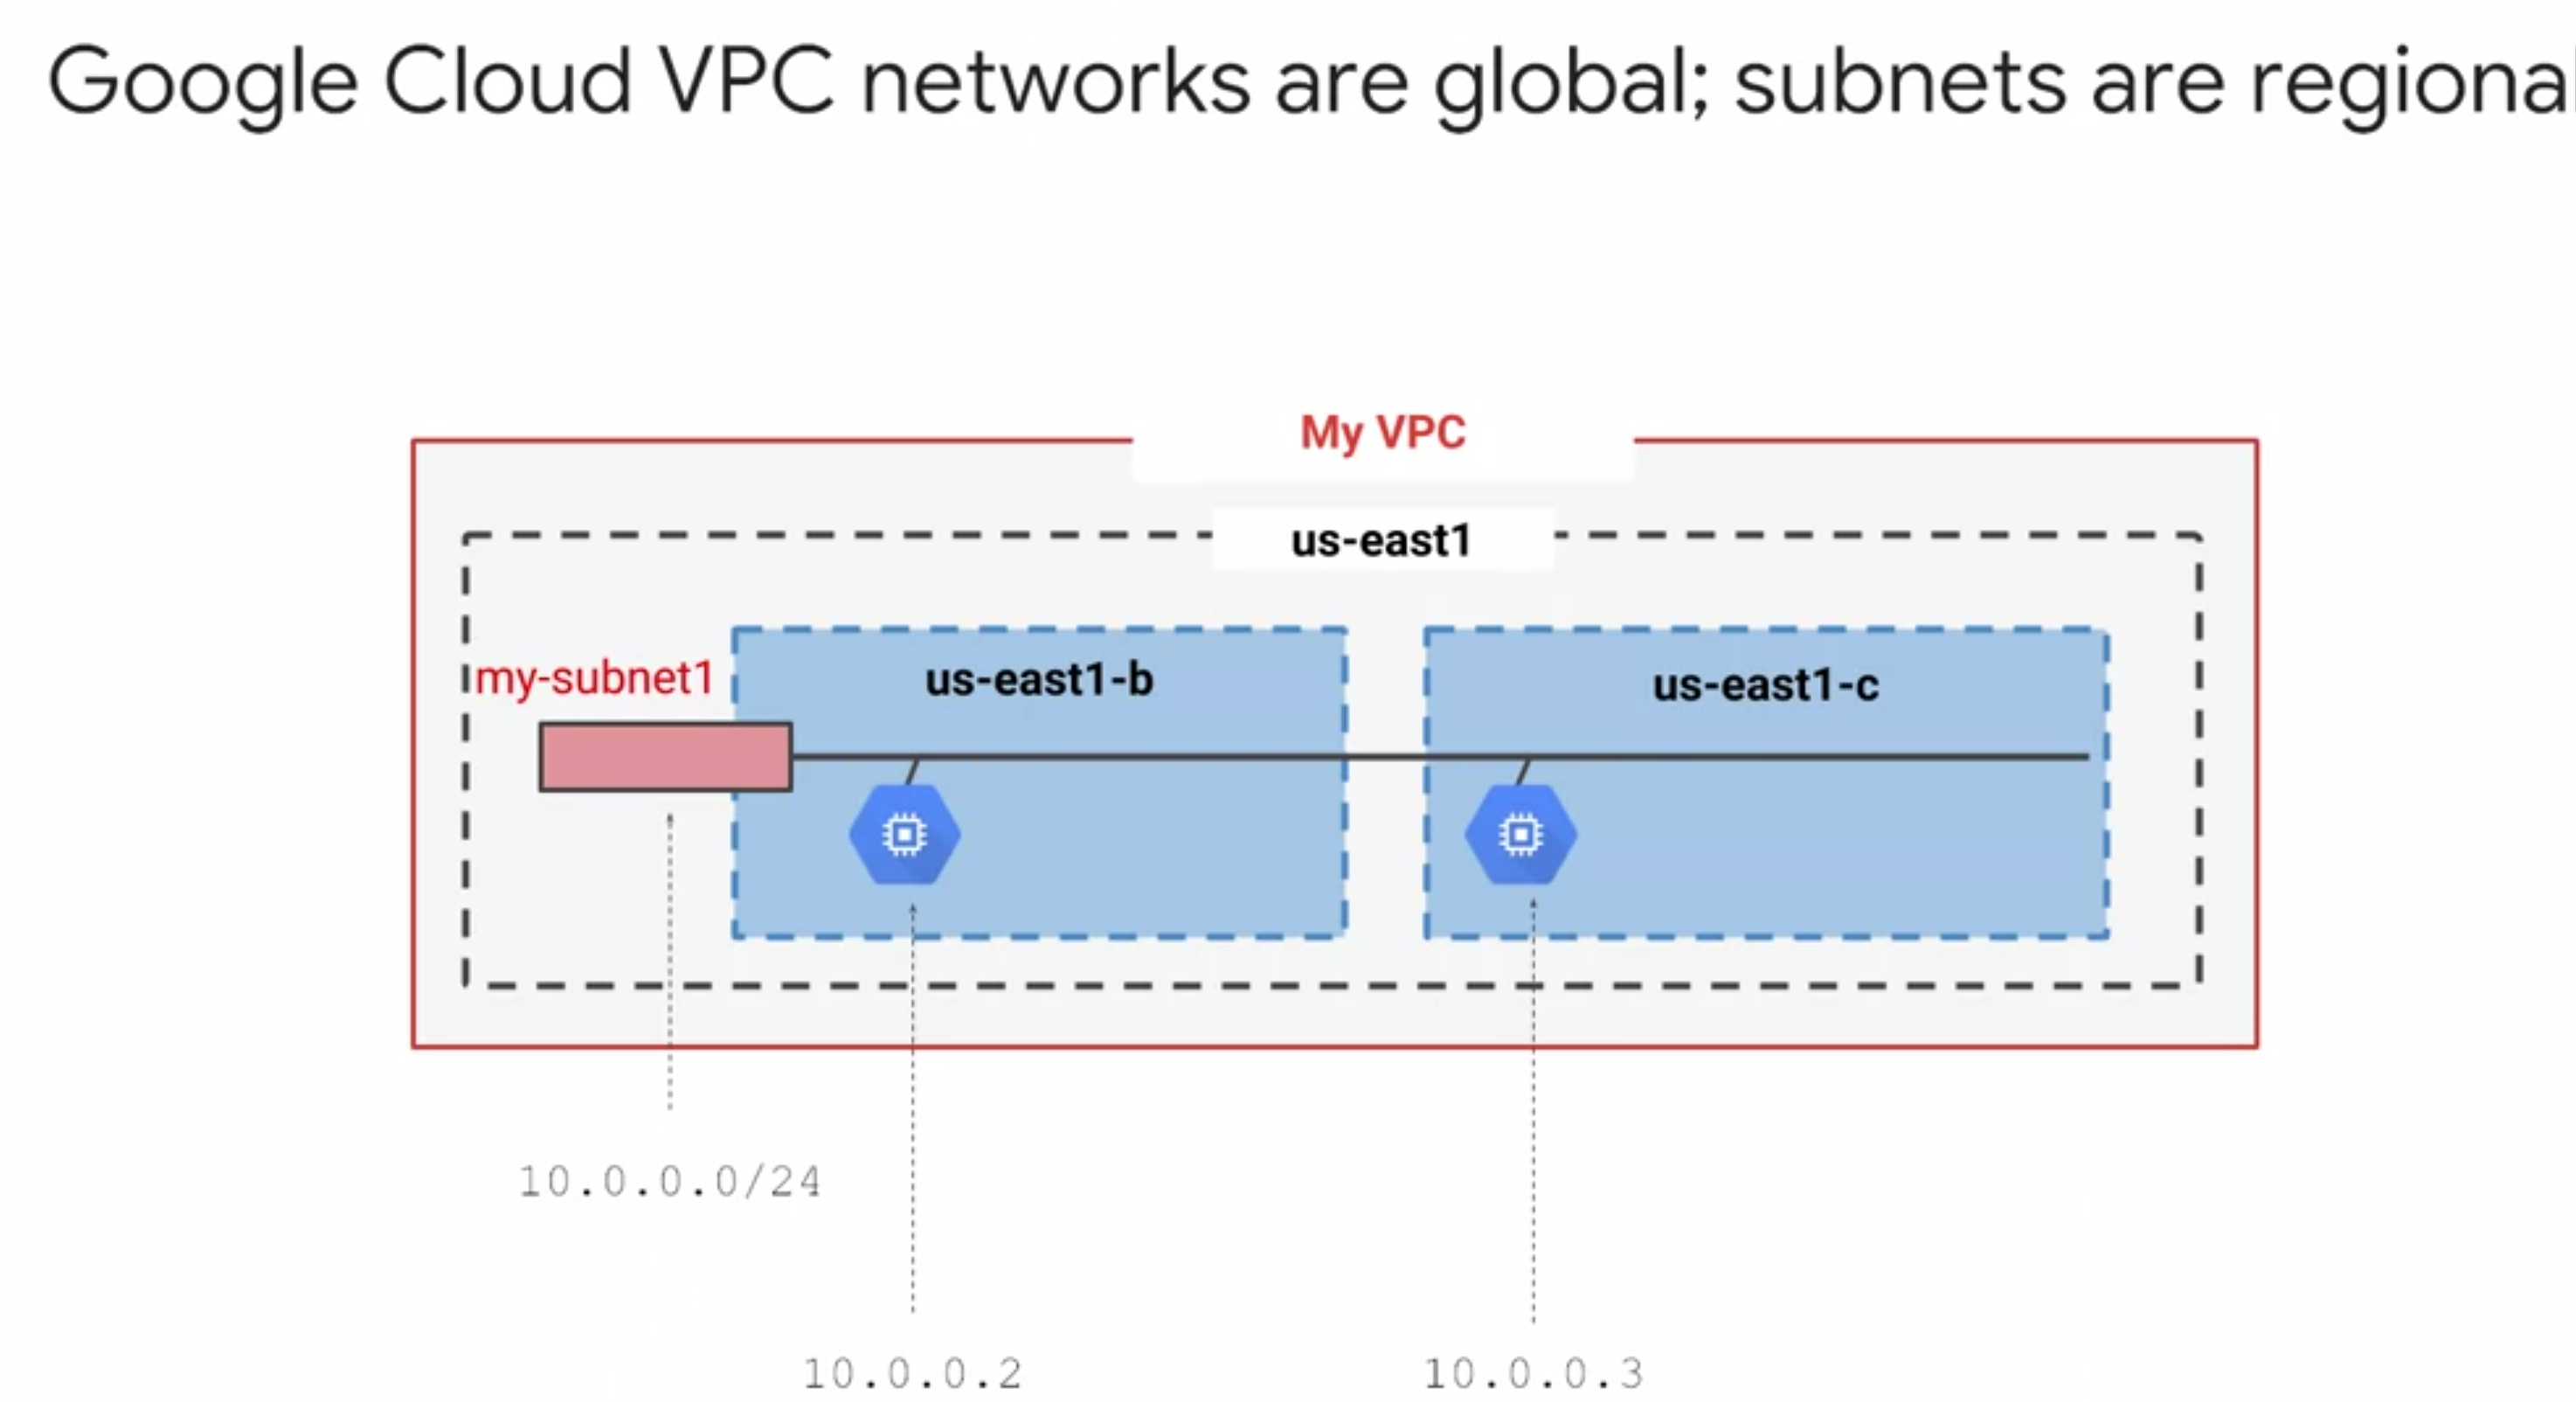 Google Cloud VPC networks are global; subnets are regional
My VPC
us-east1
my-subnet1
us-east1-b
us-east1-c
10.0.0.0/24
10.0.0.2
10.0.0.3